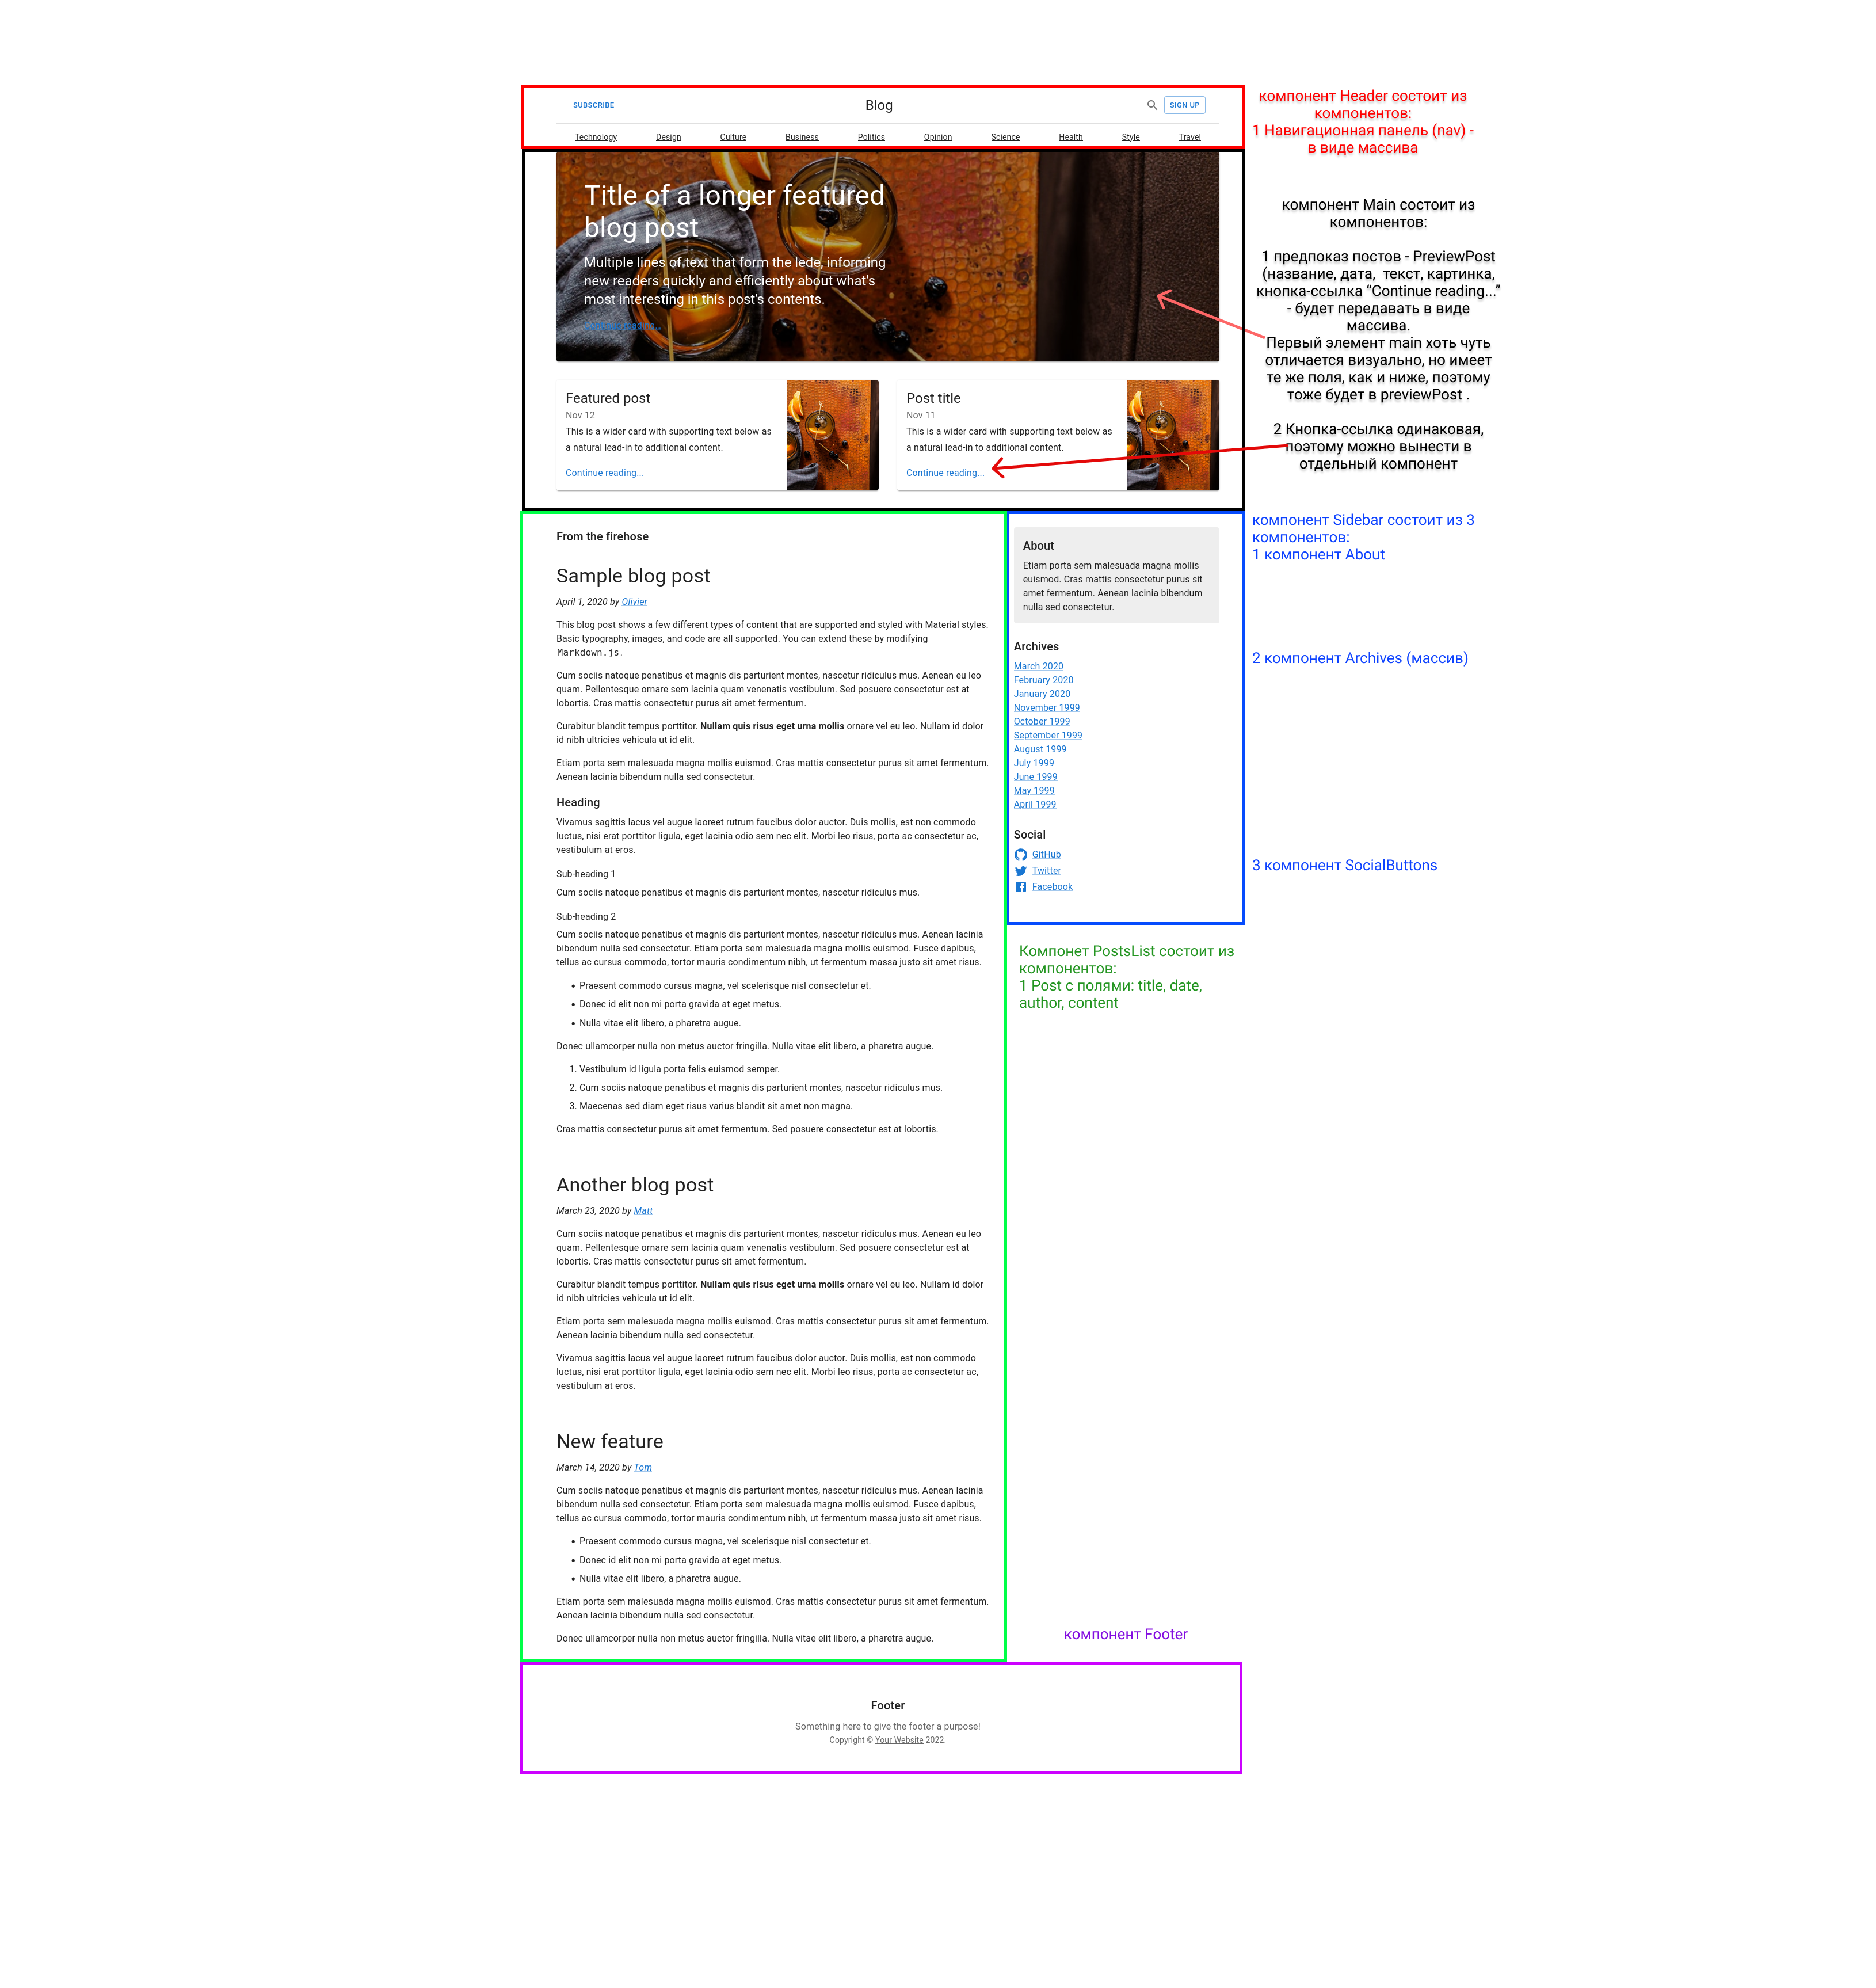 SUBSCRIBE
Blog
SIGN UP
Technology
Design
Culture
Business
Politics
Opinion
Science
Health
Style
Travel
компонент Header состоит из
компонентов:
1 Навигационная панель (nav) -
в виде массива
Title of a longer featured
blog post
Multiple lines of text that form the lede, informing
new readers quickly and efficiently about what's
most interesting in this post's contents.
компонент Main состоит из
компонентов:
1 предпоказ постов - PreviewPost
(название, дата, текст, картинка,
кнопка-ссылка “Continue reading...”
- будет передавать в виде
массива.
Первый элемент main хоть чуть
отличается визуально, но имеет
те же поля, как и ниже, поэтому
тоже будет в previewPost .
2 Кнопка-ссылка одинаковая,
поэтому можно вынести в
отдельный компонент
Featured post
Nov 12
This is a wider card with supporting text below as
a natural lead-in to additional content.
Continue reading...
Post title
Nov 11
This is a wider card with supporting text below as
a natural lead-in to additional content.
Continue reading...
From the firehose
Sample blog post
April 1, 2020 by Olivier
This blog post shows a few different types of content that are supported and styled with Material styles.
Basic typography, images, and code are all supported. You can extend these by modifying
Markdown.js.
Cum sociis natoque penatibus et magnis dis parturient montes, nascetur ridiculus mus. Aenean eu leo
quam. Pellentesque ornare sem lacinia quam venenatis vestibulum. Sed posuere consectetur est at
lobortis. Cras mattis consectetur purus sit amet fermentum.
Curabitur blandit tempus porttitor. Nullam quis risus eget urna mollis ornare vel eu leo. Nullam id dolor
id nibh ultricies vehicula ut id elit.
Etiam porta sem malesuada magna mollis euismod. Cras mattis consectetur purus sit amet fermentum.
Aenean lacinia bibendum nulla sed consectetur.
Heading
Vivamus sagittis lacus vel augue laoreet rutrum faucibus dolor auctor. Duis mollis, est non commodo
luctus, nisi erat porttitor ligula, eget lacinia odio sem nec elit. Morbi leo risus, porta ac consectetur ac,
vestibulum at eros.
Sub-heading 1
Cum sociis natoque penatibus et magnis dis parturient montes, nascetur ridiculus mus.
Sub-heading 2
Cum sociis natoque penatibus et magnis dis parturient montes, nascetur ridiculus mus. Aenean lacinia
bibendum nulla sed consectetur. Etiam porta sem malesuada magna mollis euismod. Fusce dapibus,
tellus ac cursus commodo, tortor mauris condimentum nibh, ut fermentum massa justo sit amet risus.
• Praesent commodo cursus magna, vel scelerisque nisl consectetur et.
• Donec id elit non mi porta gravida at eget metus.
• Nulla vitae elit libero, a pharetra augue.
Donec ullamcorper nulla non metus auctor fringilla. Nulla vitae elit libero, a pharetra augue.
1. Vestibulum id ligula porta felis euismod semper.
2. Cum sociis natoque penatibus et magnis dis parturient montes, nascetur ridiculus mus.
3. Maecenas sed diam eget risus varius blandit sit amet non magna.
Cras mattis consectetur purus sit amet fermentum. Sed posuere consectetur est at lobortis.
Another blog post
March 23, 2020 by Matt
Cum sociis natoque penatibus et magnis dis parturient montes, nascetur ridiculus mus. Aenean eu leo
quam. Pellentesque ornare sem lacinia quam venenatis vestibulum. Sed posuere consectetur est at
lobortis. Cras mattis consectetur purus sit amet fermentum.
Curabitur blandit tempus porttitor. Nullam quis risus eget urna mollis ornare vel eu leo. Nullam id dolor
id nibh ultricies vehicula ut id elit.
Etiam porta sem malesuada magna mollis euismod. Cras mattis consectetur purus sit amet fermentum.
Aenean lacinia bibendum nulla sed consectetur.
Vivamus sagittis lacus vel augue laoreet rutrum faucibus dolor auctor. Duis mollis, est non commodo
luctus, nisi erat porttitor ligula, eget lacinia odio sem nec elit. Morbi leo risus, porta ac consectetur ac,
vestibulum at eros.
New feature
March 14, 2020 by Tom
Cum sociis natoque penatibus et magnis dis parturient montes, nascetur ridiculus mus. Aenean lacinia
bibendum nulla sed consectetur. Etiam porta sem malesuada magna mollis euismod. Fusce dapibus,
tellus ac cursus commodo, tortor mauris condimentum nibh, ut fermentum massa justo sit amet risus.
• Praesent commodo cursus magna, vel scelerisque nisl consectetur et.
• Donec id elit non mi porta gravida at eget metus.
• Nulla vitae elit libero, a pharetra augue.
Etiam porta sem malesuada magna mollis euismod. Cras mattis consectetur purus sit amet fermentum.
Aenean lacinia bibendum nulla sed consectetur.
Donec ullamcorper nulla non metus auctor fringilla. Nulla vitae elit libero, a pharetra augue.
About
Etiam porta sem malesuada magna mollis
euismod. Cras mattis consectetur purus sit
amet fermentum. Aenean lacinia bibendum
nulla sed consectetur.
Archives
March 2020
February 2020
January 2020
November 1999
October 1999
September 1999
August 1999
July 1999
June 1999
May 1999
April 1999
Social
GitHub
Twitter
Facebook
компонент Sidebar состоит из 3
компонентов:
1 компонент About
2 компонент Archives (массив)
3 компонент SocialButtons
Компонет PostsList состоит из
компонентов:
1 Post с полями: title, date,
author, content
компонент Footer
Footer
Something here to give the footer a purpose!
Copyright © Your Website 2022.